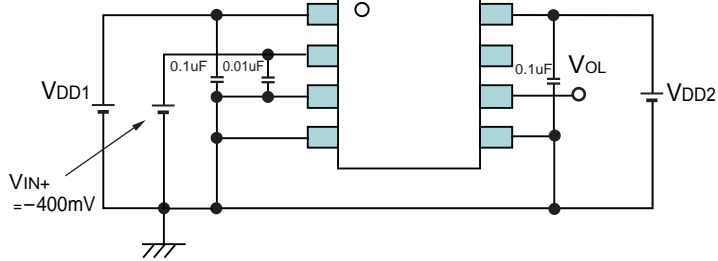 0.1uF
0.01uF
0.1uF
VOL
VDD1
VDD2
VIN+
=−400mV